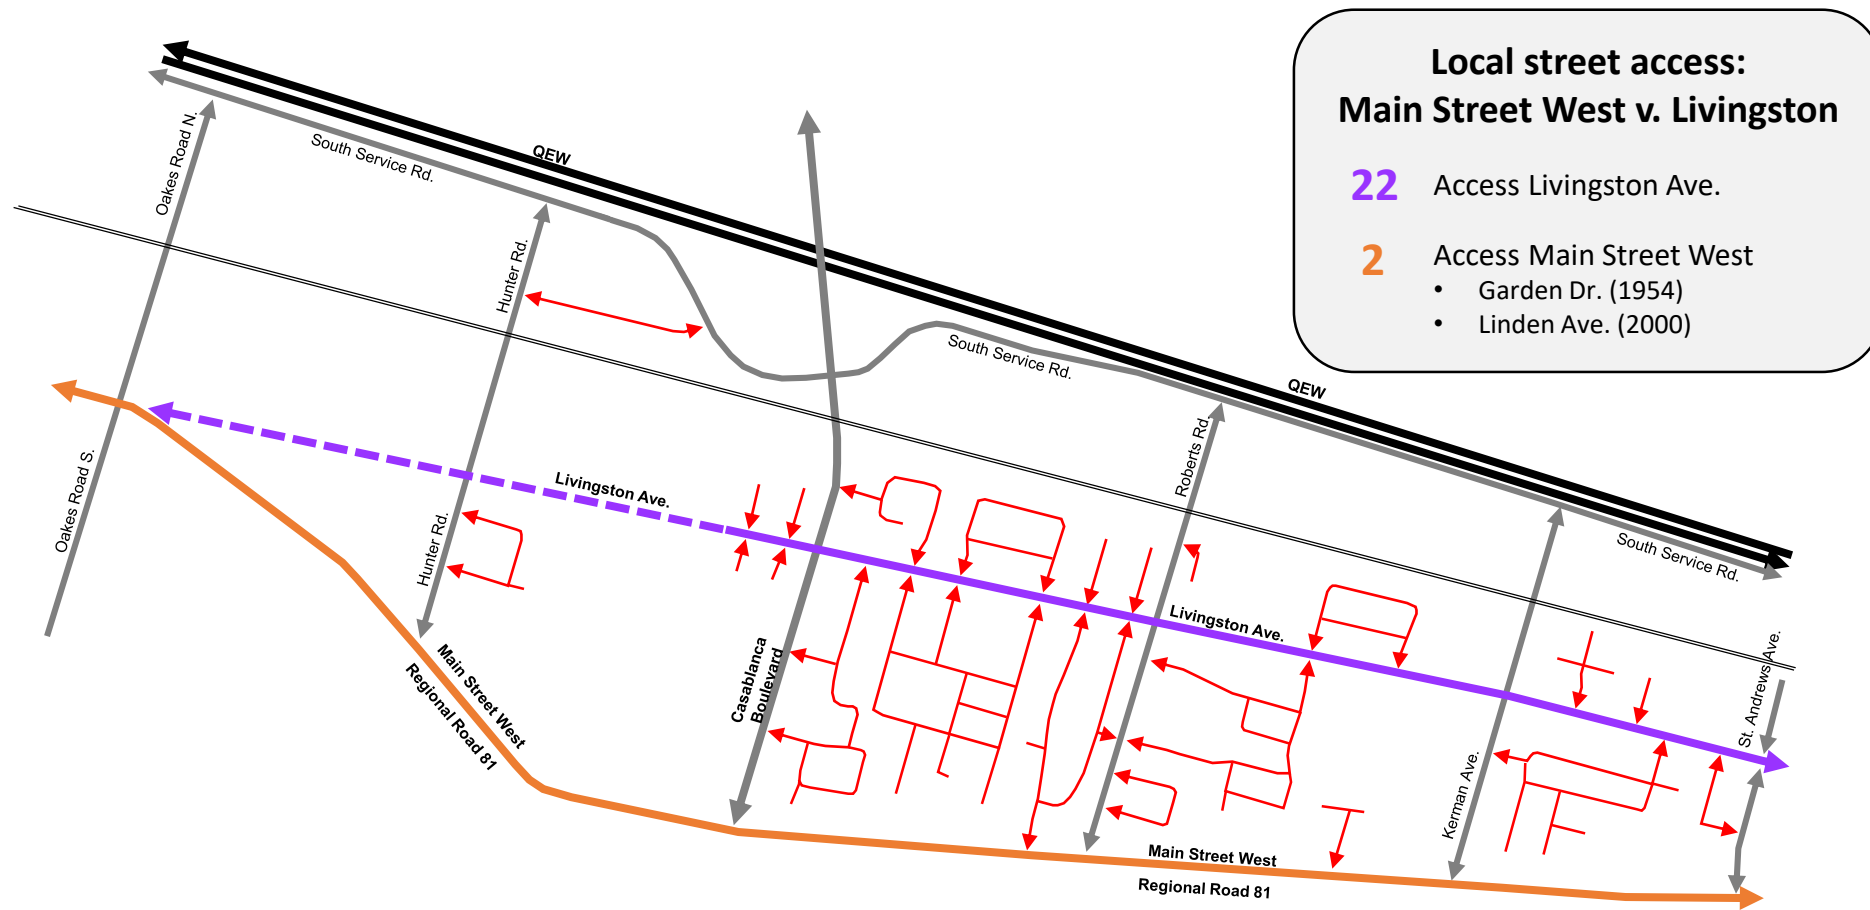 Local street access:
Main Street West v. Livingston
22 Access Livingston Ave.
2 Access Main Street West
• Garden Dr. (1954)
• Linden Ave. (2000)
Oakes Road N.
South Service Rd.
QEW
Hunter Rd.
South Service Rd.
QEW
Roberts Rd.
Oakes Road S.
Livingston Ave.
Hunter Rd.
South Service Rd.
Livingston Ave.
St. Andrews Ave.
Main Street West
Regional Road 81
Casablanca
Boulevard
Kerman Ave.
Main Street West
Regional Road 81